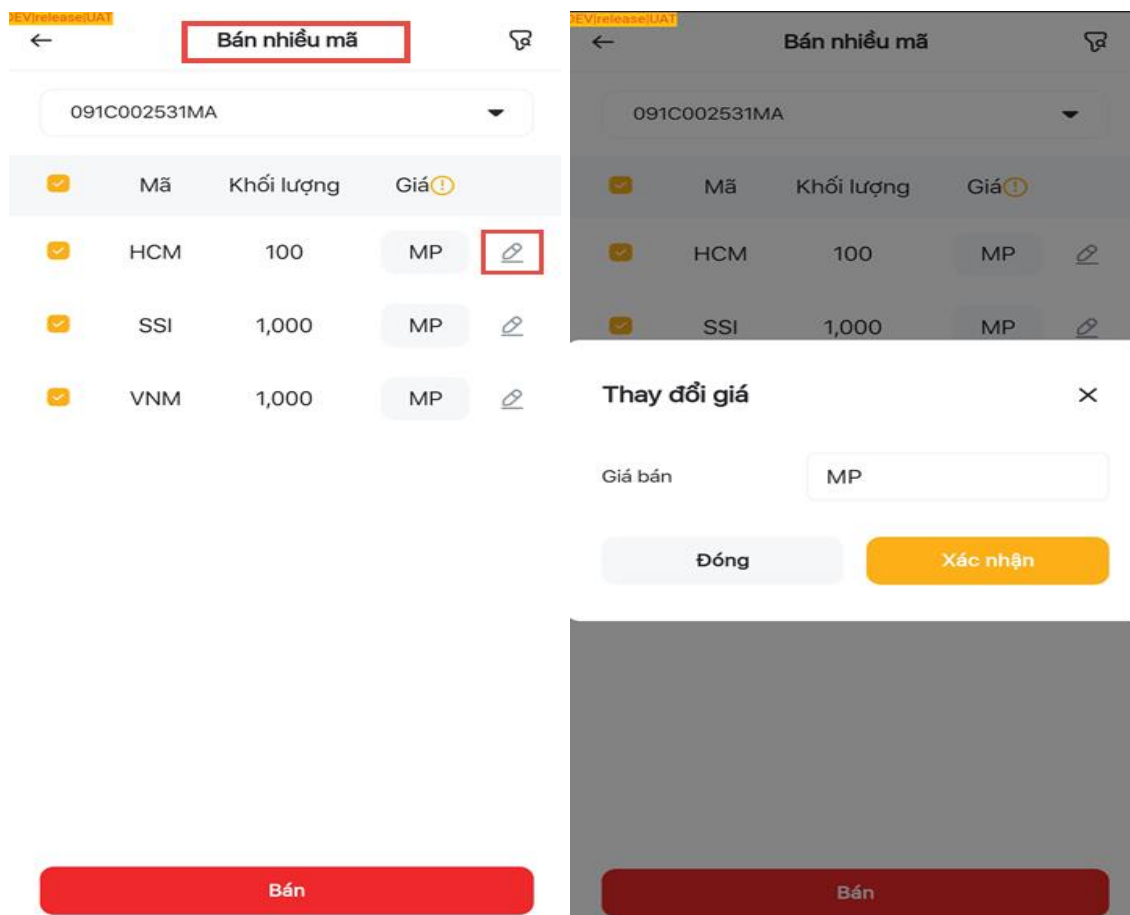 DEV|release|UAT
Bán nhiều mã
091C002531MA
Mã Khối lượng Giá
HCM 100 MP
SSI 1,000 MP
VNM 1,000 MP
Bán
DEV|release|UAT
Bán nhiều mã
091C002531MA
Mã Khối lượng Giá
HCM 100 MP
SSI 1,000 MP
Thay đổi giá
Giá bán MP
Đóng Xác nhận
Bán